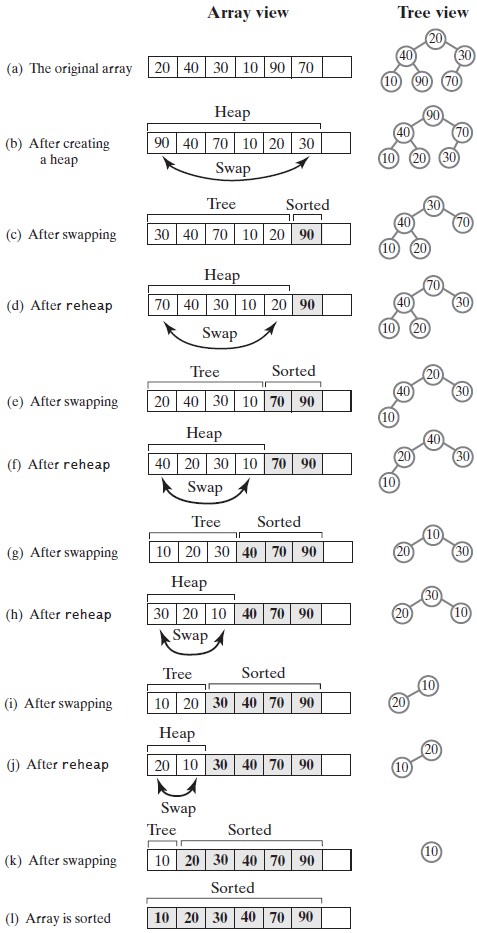 Array view Tree view
(a) The original array 20 40 30 10 90 70
20
40 30
10 90 70
Heap
(b) After creating a heap 90 40 70 10 20 30
Swap
90
40 70
10 20 30
Tree Sorted
(c) After swapping 30 40 70 10 20 90
30
40 70
10 20
Heap
(d) After reheap 70 40 30 10 20 90
Swap
70
40 30
10 20
Tree Sorted
(e) After swapping 20 40 30 10 70 90
20
40 30
10
Heap
(f) After reheap 40 20 30 10 70 90
Swap
40
20 30
10
Tree Sorted
(g) After swapping 10 20 30 40 70 90
10
20 30
Heap
(h) After reheap 30 20 10 40 70 90
Swap
30
20 10
Tree Sorted
(i) After swapping 10 20 30 40 70 90
10
20
Heap
(j) After reheap 20 10 30 40 70 90
Swap
20
10
Tree Sorted
(k) After swapping 10 20 30 40 70 90
10
Sorted
(l) Array is sorted 10 20 30 40 70 90